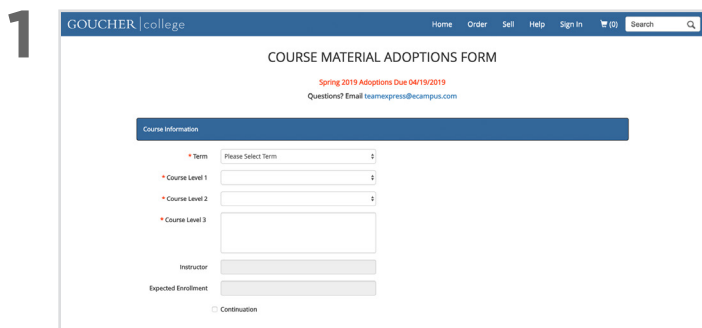 1
GOUCHER | college
Home Order Sell Help Sign In (0) Search
COURSE MATERIAL ADOPTIONS FORM
Spring 2019 Adoptions Due 04/19/2019
Questions? Email teamexpress@ecampus.com
Course Information
* Term Please Select Term
* Course Level 1
* Course Level 2
* Course Level 3
Instructor
Expected Enrollment
Continuation